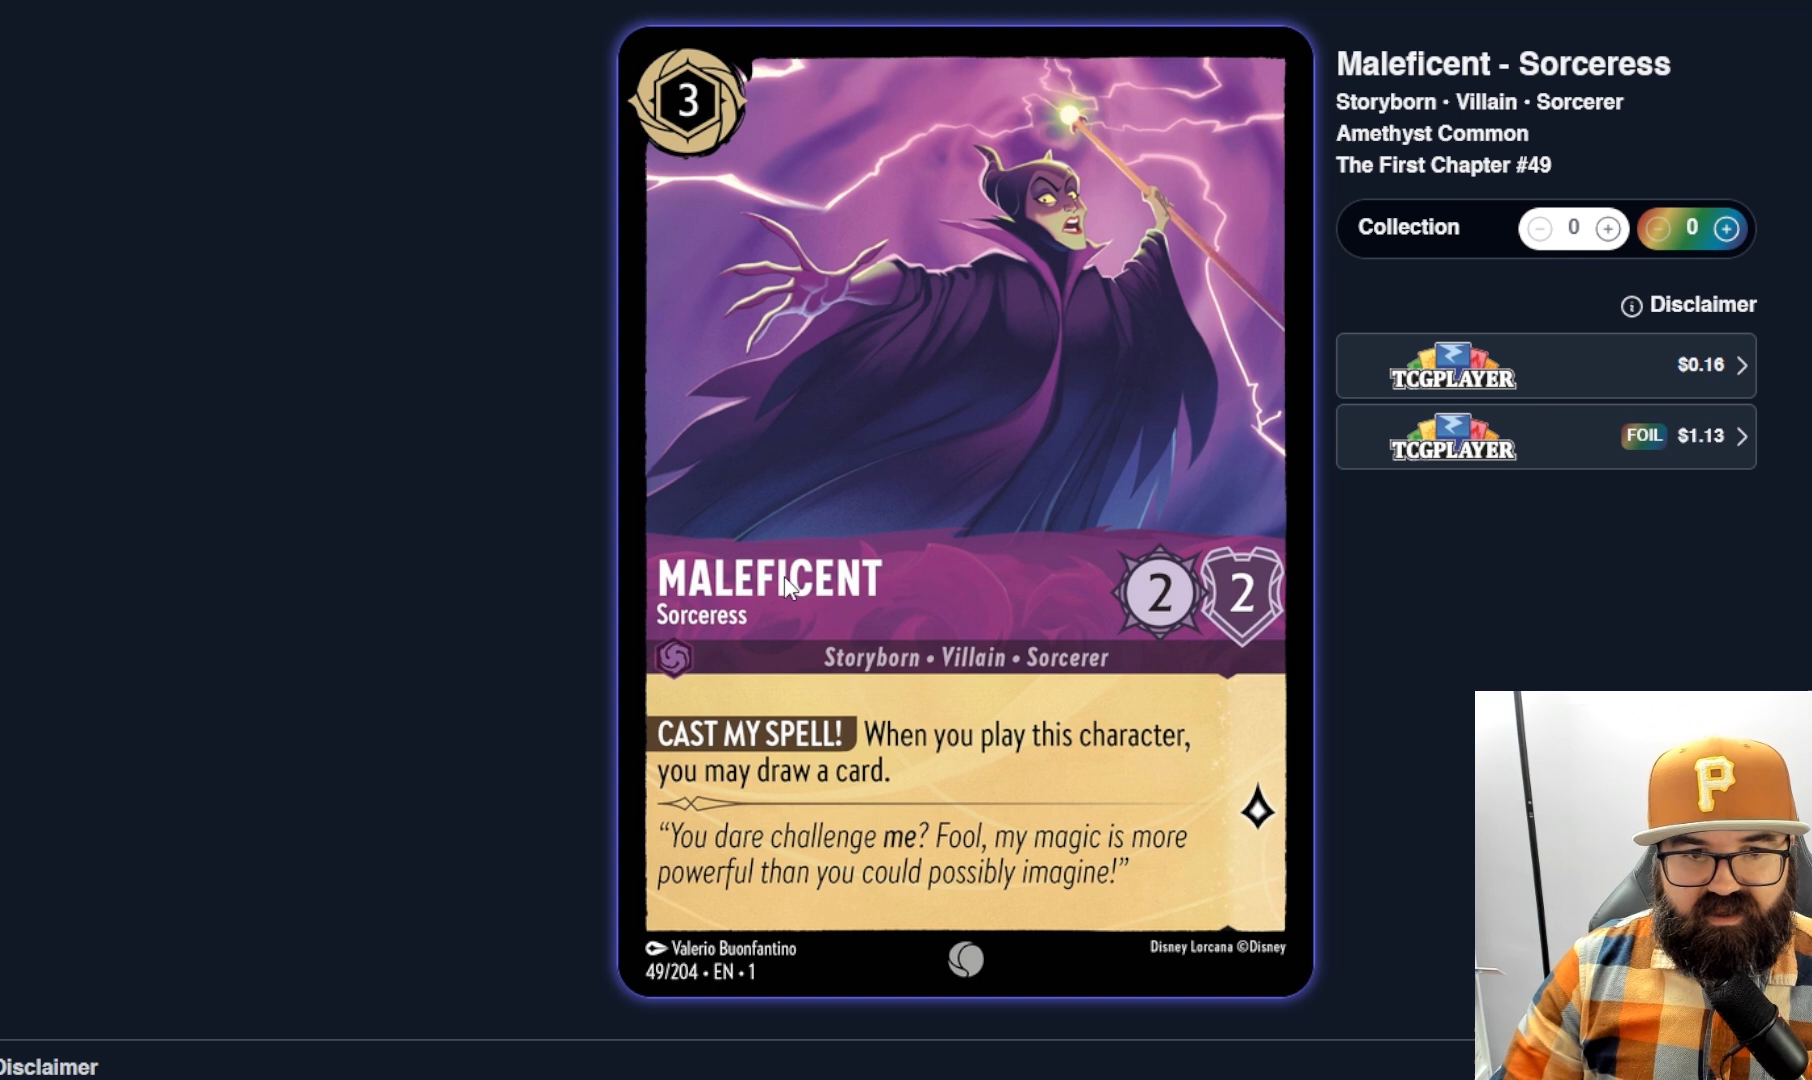 3
MALEFICENT
Sorceress
2
2
Storyborn • Villain • Sorcerer
CAST MY SPELL! When you play this character,
you may draw a card.
“You dare challenge me? Fool, my magic is more
powerful than you could possibly imagine!”
Valerio Buonfantino
49/204 • EN • 1
Disney Lorcana ©Disney
Maleficent - Sorceress
Storyborn · Villain · Sorcerer
Amethyst Common
The First Chapter #49
Collection
0
0
Disclaimer
TCGPLAYER $0.16
TCGPLAYER FOIL $1.13
P
Disclaimer